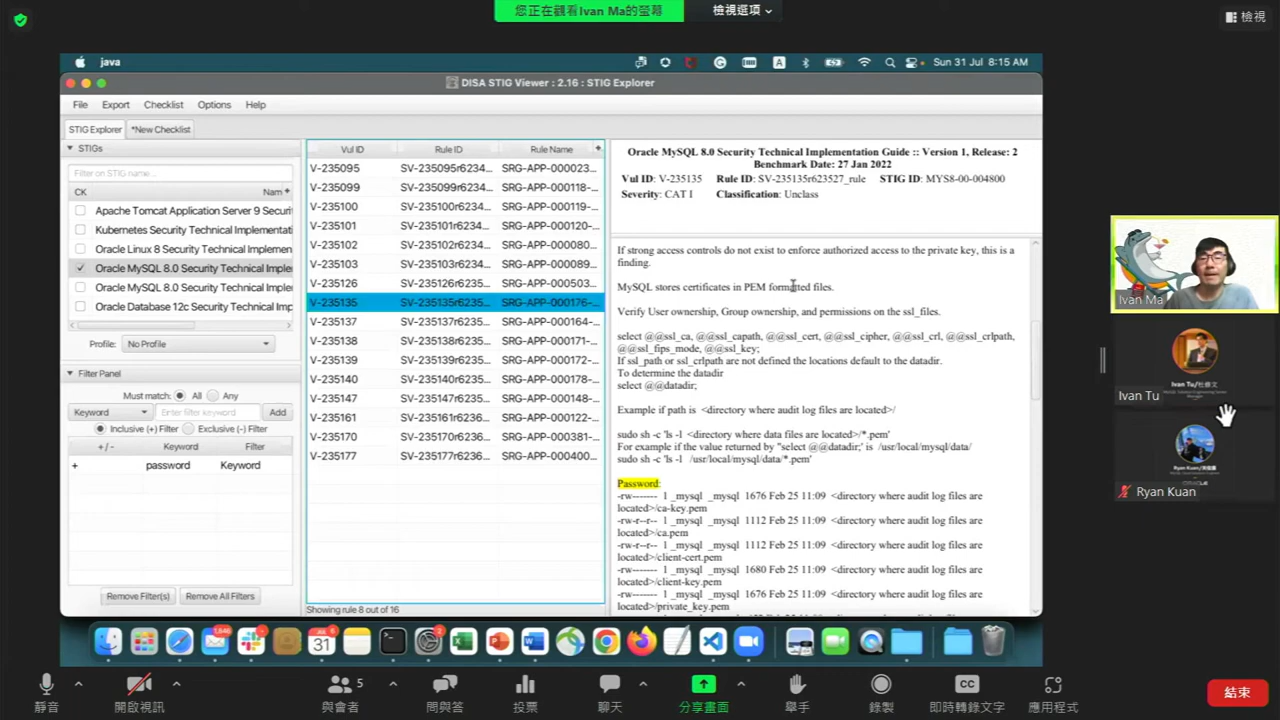 您正在觀看Ivan Ma的螢幕
檢視選項
檢視
java
A
Sun 31 Jul 8:15 AM
DISA STIG Viewer : 2.16 : STIG Explorer
File Export Checklist Options Help
STIG Explorer
*New Checklist
STIGs
Filter on STIG name...
CK Nam
Apache Tomcat Application Server 9 Securi
Kubernetes Security Technical Implementati
Oracle Linux 8 Security Technical Implemen
Oracle MySQL 8.0 Security Technical Imple
Oracle MySQL 8.0 Security Technical Implem
Oracle Database 12c Security Technical Imp
Profile: No Profile
Filter Panel
Must match: All Any
Keyword Enter filter keyword Add
Inclusive (+) Filter Exclusive (-) Filter
+ / - Keyword Filter
+ password Keyword
Remove Filter(s) Remove All Filters
Vul ID Rule ID Rule Name
V-235095 SV-235095r6234... SRG-APP-000023...
V-235099 SV-235099r6234... SRG-APP-000118-...
V-235100 SV-235100r6234... SRG-APP-000119-...
V-235101 SV-235101r6234... SRG-APP-000120-...
V-235102 SV-235102r6234... SRG-APP-000080...
V-235103 SV-235103r6234... SRG-APP-000089...
V-235126 SV-235126r6235... SRG-APP-000503...
V-235135 SV-235135r6235... SRG-APP-000176-...
V-235137 SV-235137r6235... SRG-APP-000164-...
V-235138 SV-235138r6235... SRG-APP-000171-...
V-235139 SV-235139r6235... SRG-APP-000172-...
V-235140 SV-235140r6235... SRG-APP-000178-...
V-235147 SV-235147r6235... SRG-APP-000148-...
V-235161 SV-235161r6236... SRG-APP-000122-...
V-235170 SV-235170r6236... SRG-APP-000381-...
V-235177 SV-235177r6236... SRG-APP-000400...
Showing rule 8 out of 16
Oracle MySQL 8.0 Security Technical Implementation Guide :: Version 1, Release: 2
Benchmark Date: 27 Jan 2022
Vul ID: V-235135 Rule ID: SV-235135r623527_rule STIG ID: MYS8-00-004800
Severity: CAT I Classification: Unclass
If strong access controls do not exist to enforce authorized access to the private key, this is a
finding.
MySQL stores certificates in PEM formatted files.
Verify User ownership, Group ownership, and permissions on the ssl_files.
select @@ssl_ca, @@ssl_capath, @@ssl_cert, @@ssl_cipher, @@ssl_crl, @@ssl_crlpath,
@@ssl_fips_mode, @@ssl_key;
If ssl_path or ssl_crlpath are not defined the locations default to the datadir.
To determine the datadir
select @@datadir;
Example if path is <directory where audit log files are located>/
sudo sh -c 'ls -l <directory where data files are located>/*.pem'
For example if the value returned by "select @@datadir;' is /usr/local/mysql/data/
sudo sh -c 'ls -l /usr/local/mysql/data/*.pem'
Password:
-rw------- 1 _mysql _mysql 1676 Feb 25 11:09 <directory where audit log files are
located>/ca-key.pem
-rw-r--r-- 1 _mysql _mysql 1112 Feb 25 11:09 <directory where audit log files are
located>/ca.pem
-rw-r--r-- 1 _mysql _mysql 1112 Feb 25 11:09 <directory where audit log files are
located>/client-cert.pem
-rw------- 1 _mysql _mysql 1680 Feb 25 11:09 <directory where audit log files are
located>/client-key.pem
-rw------- 1 _mysql _mysql 1676 Feb 25 11:09 <directory where audit log files are
located>/private_key.pem
Ivan Ma
Ivan Tu/杜修文
Ivan Tu
Ryan Kuan
31
靜音
開啟視訊
5
與會者
問與答
投票
聊天
分享畫面
舉手
錄製
CC
即時轉錄文字
應用程式
結束